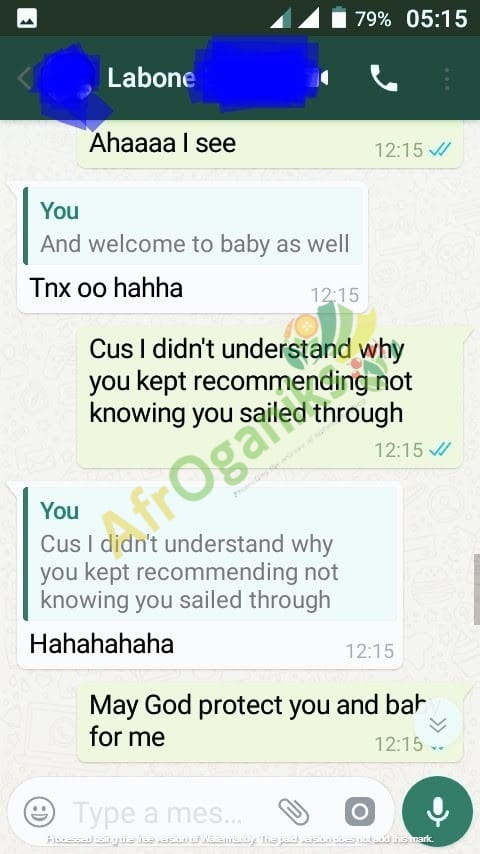 79% 05:15
Labone
Ahaaaa I see
12:15
You
And welcome to baby as well
Tnx oo hahha
12:15
Cus I didn't understand why
you kept recommending not
knowing you sailed through
12:15
AfrOganiks
You
Cus I didn't understand why
you kept recommending not
knowing you sailed through
Hahahahaha
12:15
May God protect you and baby
for me
12:15
Type a mes...
Processed using the free version of Watermarkly. The paid version does not add this mark.